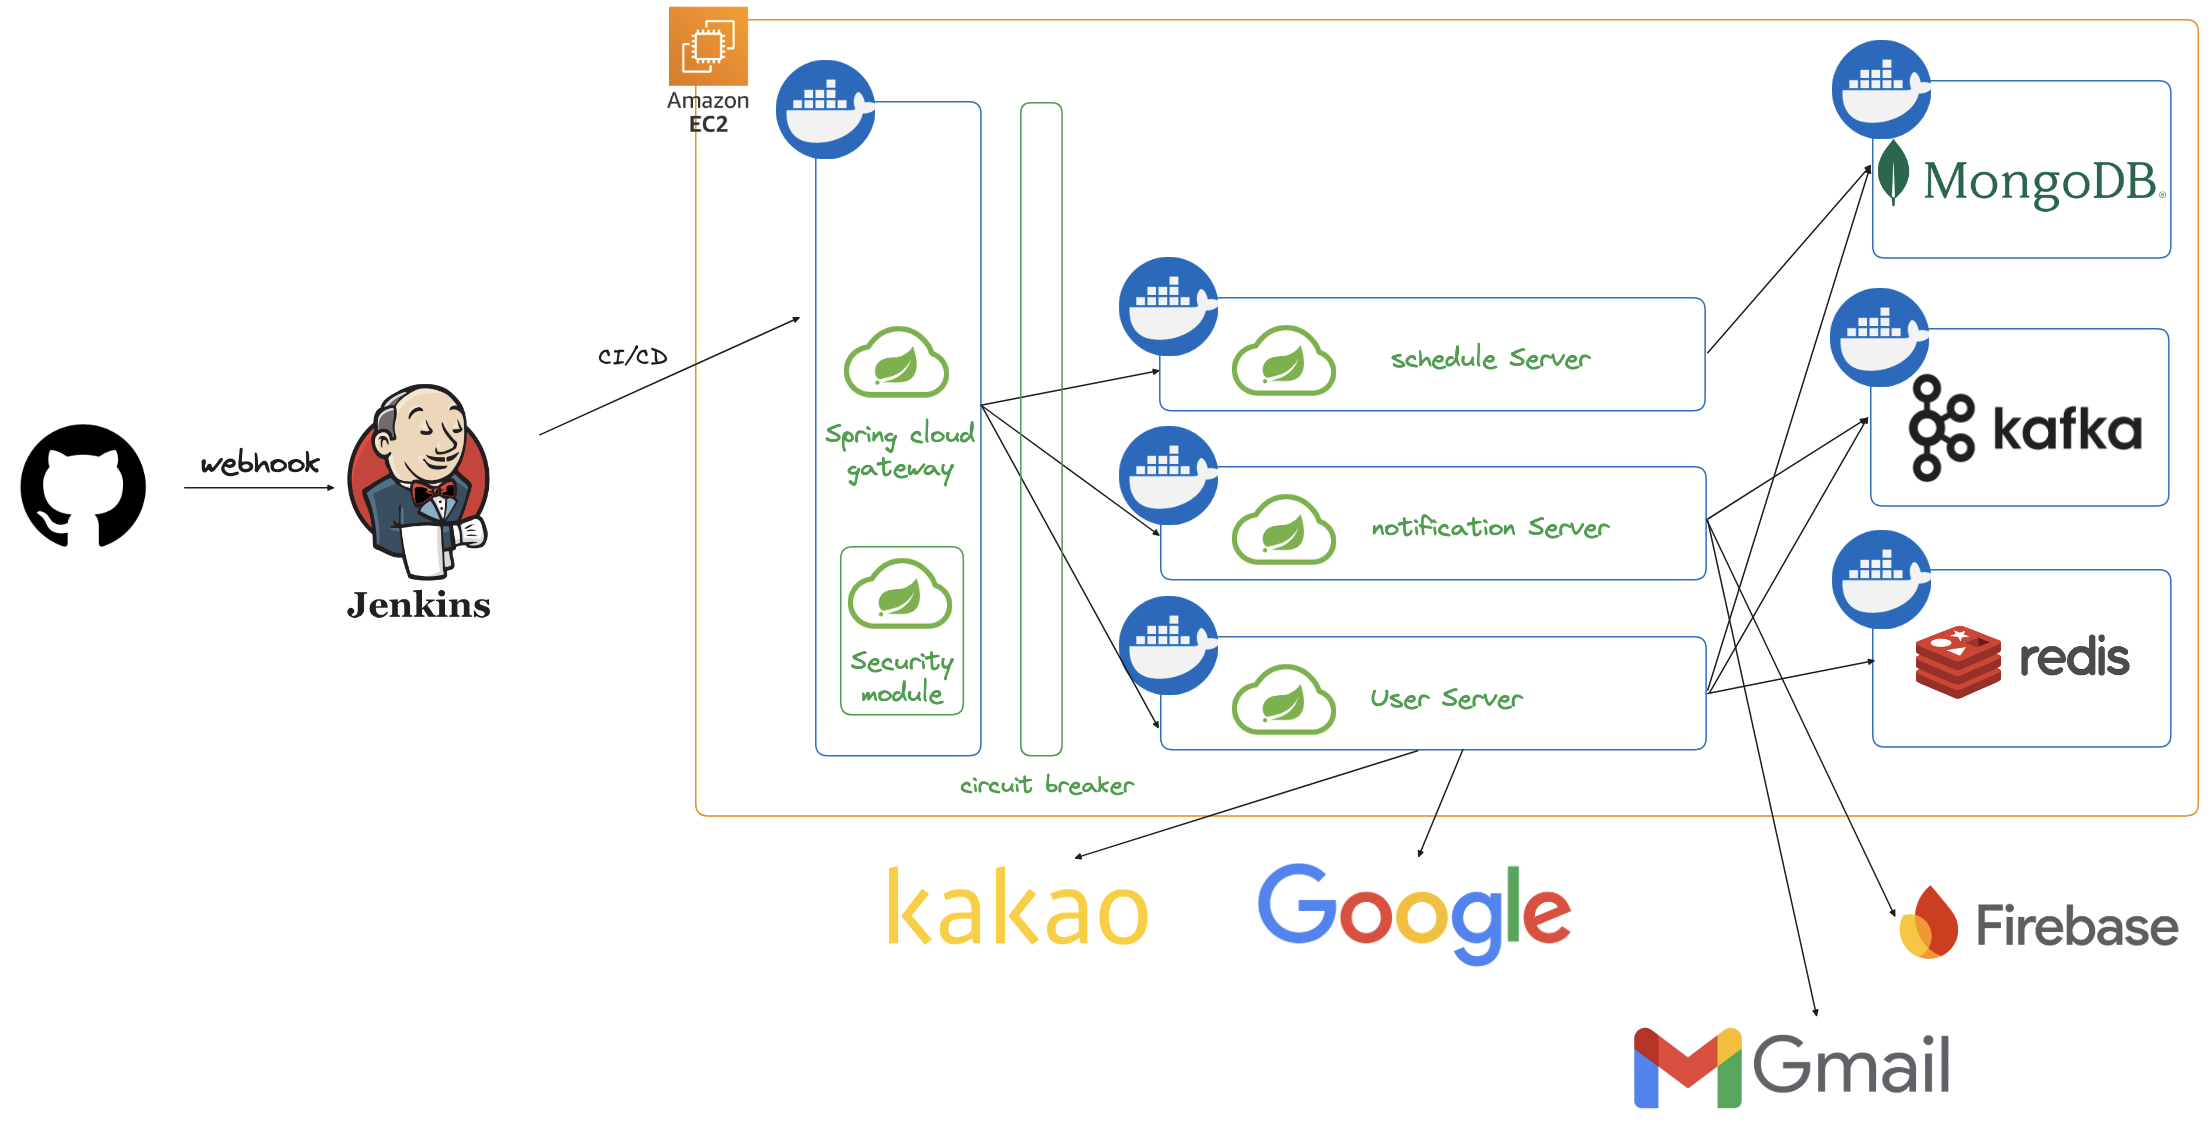 Amazon
EC2
MongoDB®
CI/CD
schedule Server
kafka
Spring cloud
gateway
webhook
notification Server
Jenkins
Security
module
redis
User Server
circuit breaker
kakao
Google
Firebase
Gmail